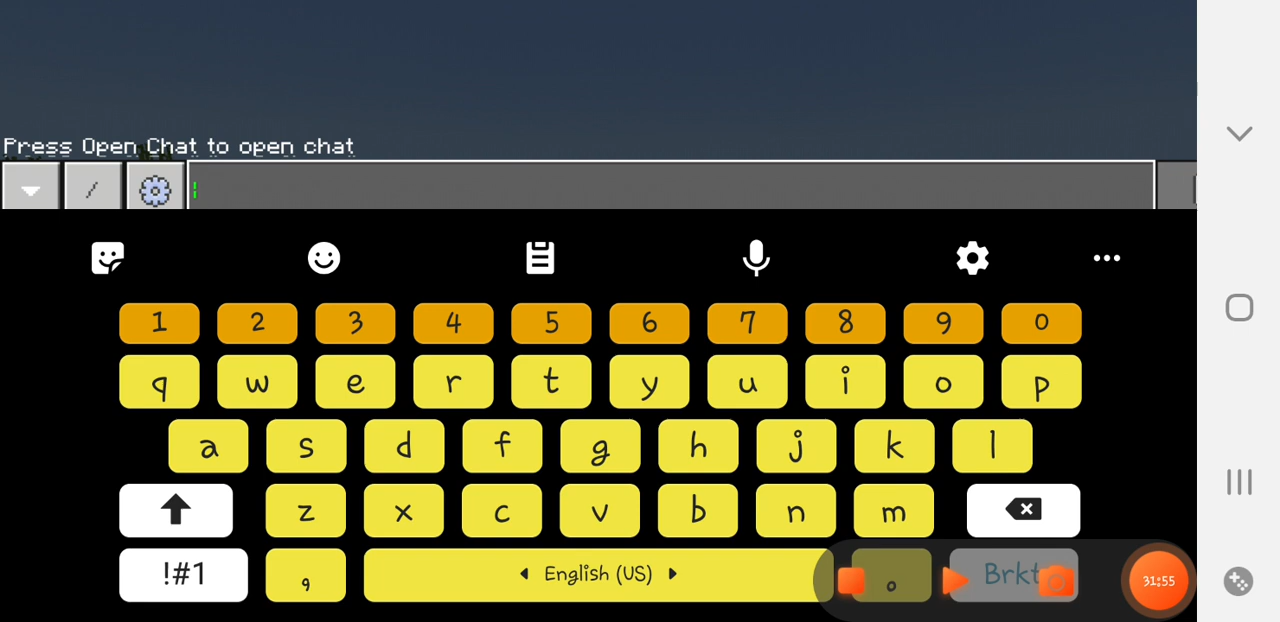 Press Open Chat to open chat
/
1 2 3 4 5 6 7 8 9 0
q w e r t y u i o p
a s d f g h j k l
z x c v b n m
!#1 , English (US) . Brkt
31:55